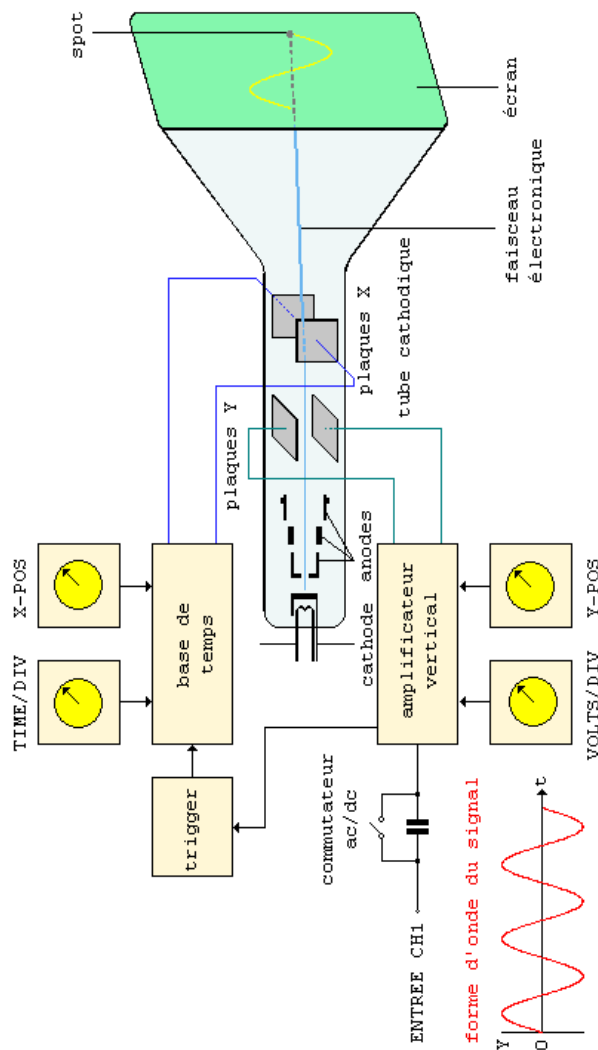 TIME/DIV
X-POS
spot
trigger
base de
temps
plaques Y
commutateur
ac/dc
cathode
anodes
plaques X
tube cathodique
amplificateur
vertical
ENTREE CH1
faisceau
électronique
écran
forme d'onde du signal
Y
O
t
VOLTS/DIV
Y-POS